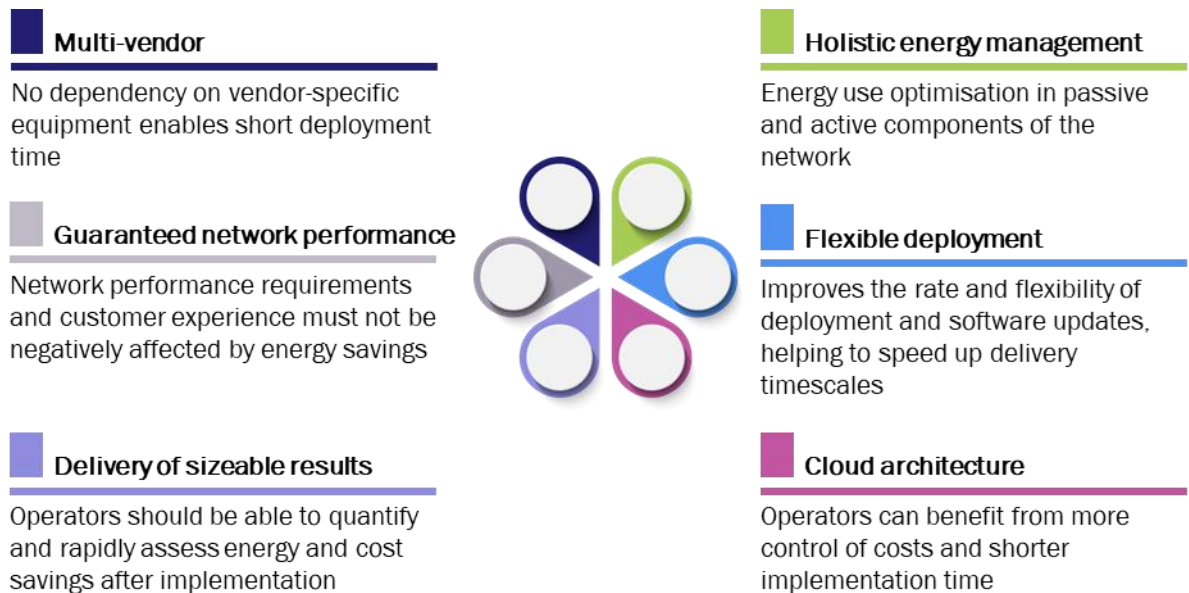 Multi-vendor
No dependency on vendor-specific
equipment enables short deployment
time
Guaranteed network performance
Network performance requirements
and customer experience must not be
negatively affected by energy savings
Delivery of sizeable results
Operators should be able to quantify
and rapidly assess energy and cost
savings after implementation
Holistic energy management
Energy use optimisation in passive
and active components of the
network
Flexible deployment
Improves the rate and flexibility of
deployment and software updates,
helping to speed up delivery
timescales
Cloud architecture
Operators can benefit from more
control of costs and shorter
implementation time